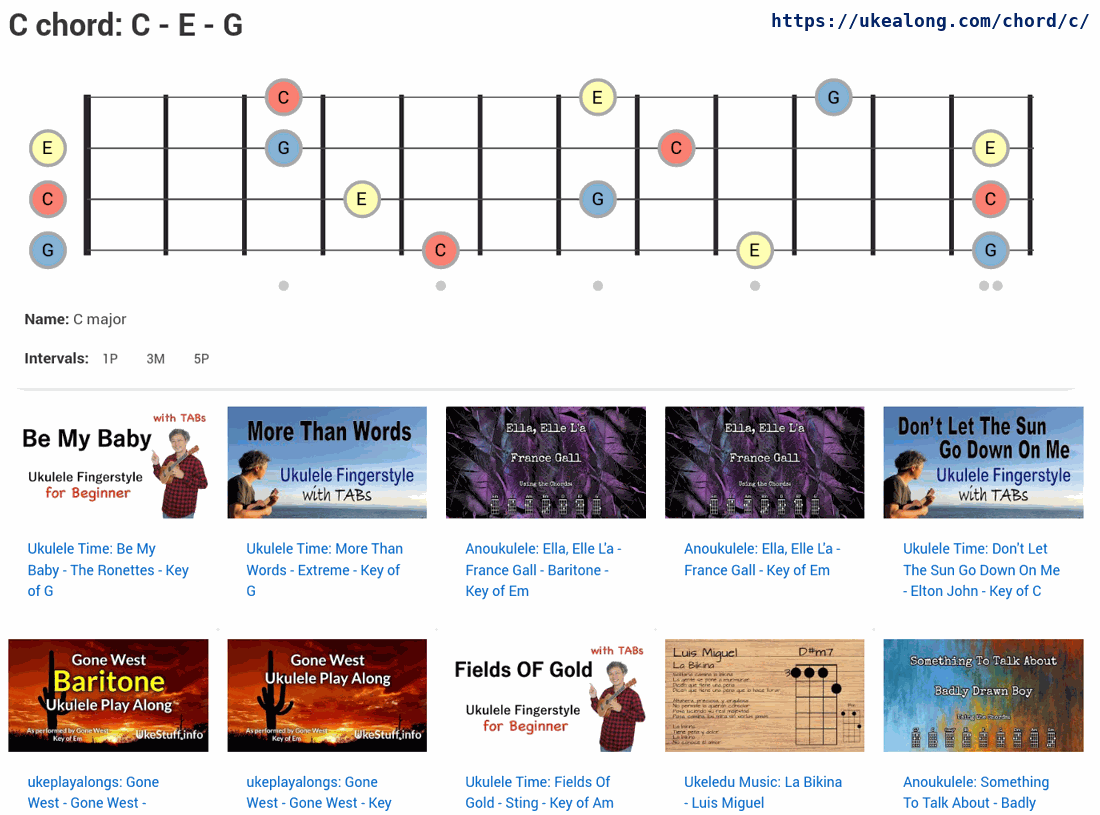 C chord: C - E - G
https://ukealong.com/chord/c/
C E G
E G C E
C E G C
G C E G
Name: C major
Intervals: 1P 3M 5P
with TABs
Be My Baby
Ukulele Fingerstyle
for Beginner
More Than Words
Ukulele Fingerstyle
with TABs
Ella, Elle L'a
France Gall
Using the Chords:
Ella, Elle L'a
France Gall
Using the Chords:
Don't Let The Sun
Go Down On Me
Ukulele Fingerstyle
with TABs
Ukulele Time: Be My
Baby - The Ronettes - Key
of G
Ukulele Time: More Than
Words - Extreme - Key of
G
Anoukulele: Ella, Elle L'a -
France Gall - Baritone -
Key of Em
Anoukulele: Ella, Elle L'a -
France Gall - Key of Em
Ukulele Time: Don't Let
The Sun Go Down On Me
- Elton John - Key of C
Gone West
Baritone
Ukulele Play Along
As performed by Gone West
Key of Em
UkeStuff.info
Gone West
Ukulele Play Along
As performed by Gone West
Key of Em
UkeStuff.info
with TABs
Fields OF Gold
Ukulele Fingerstyle
for Beginner
Luis Miguel
La Bikina
D#m7
3
Something To Talk About
Badly Drawn Boy
Using the Chords:
ukeplayalongs: Gone
West - Gone West -
ukeplayalongs: Gone
West - Gone West - Key
Ukulele Time: Fields Of
Gold - Sting - Key of Am
Ukeledu Music: La Bikina
- Luis Miguel
Anoukulele: Something
To Talk About - Badly